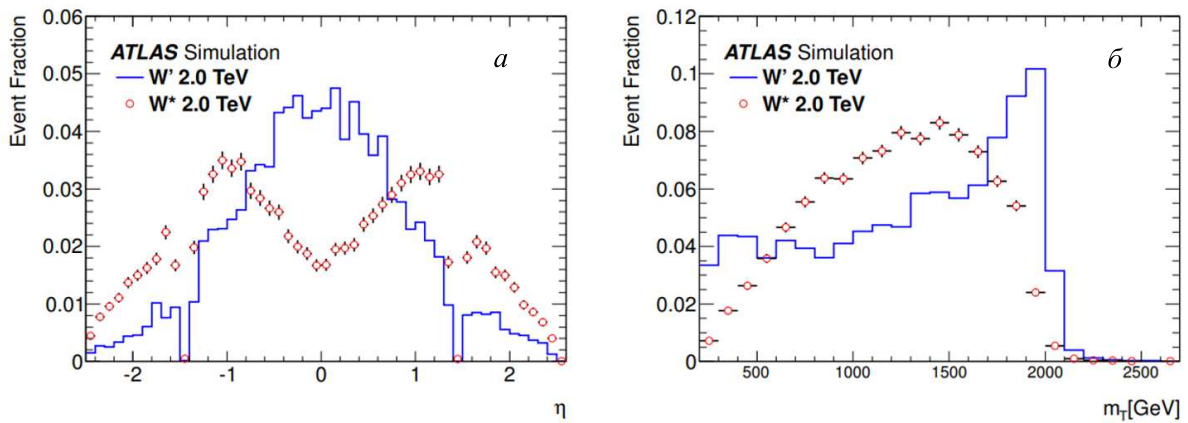 Event Fraction
0.06
0.05
0.04
0.03
0.02
0.01
0
ATLAS Simulation
W' 2.0 TeV
W* 2.0 TeV
а
-2 -1 0 1 2
η
Event Fraction
0.12
0.1
0.08
0.06
0.04
0.02
0
ATLAS Simulation
W' 2.0 TeV
W* 2.0 TeV
б
500 1000 1500 2000 2500
mT[GeV]